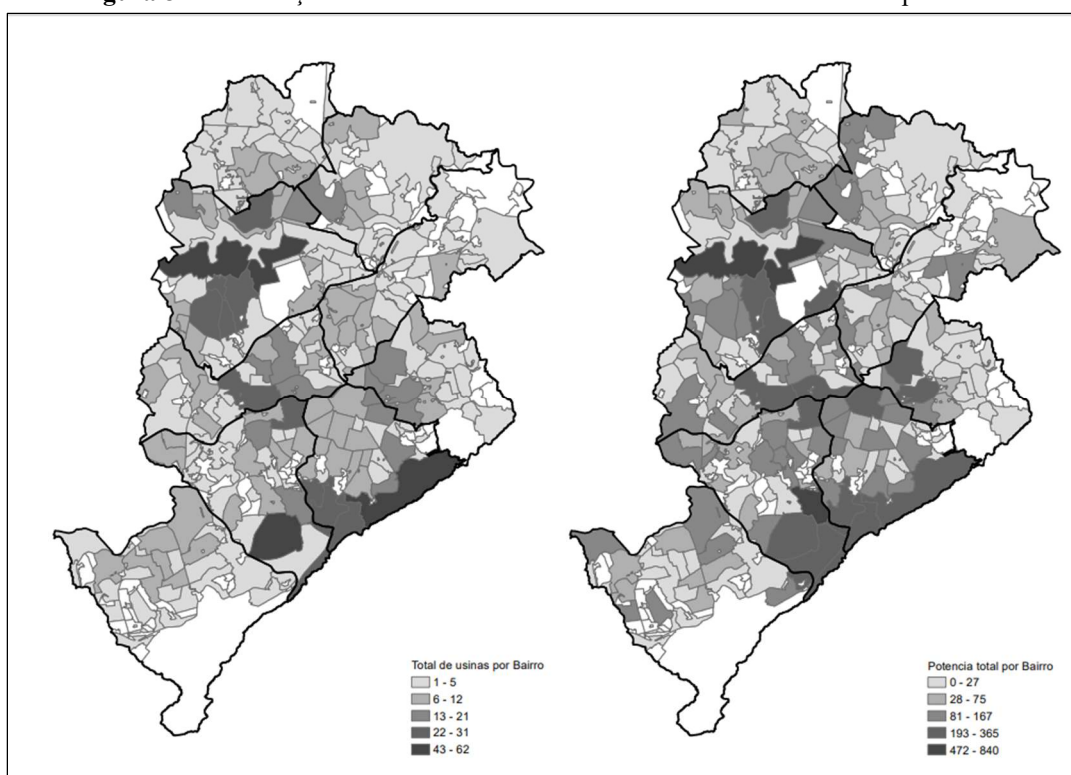 Total de usinas por Bairro
1 - 5
6 - 12
13 - 21
22 - 31
43 - 62
Potencia total por Bairro
0 - 27
28 - 75
81 - 167
193 - 365
472 - 840